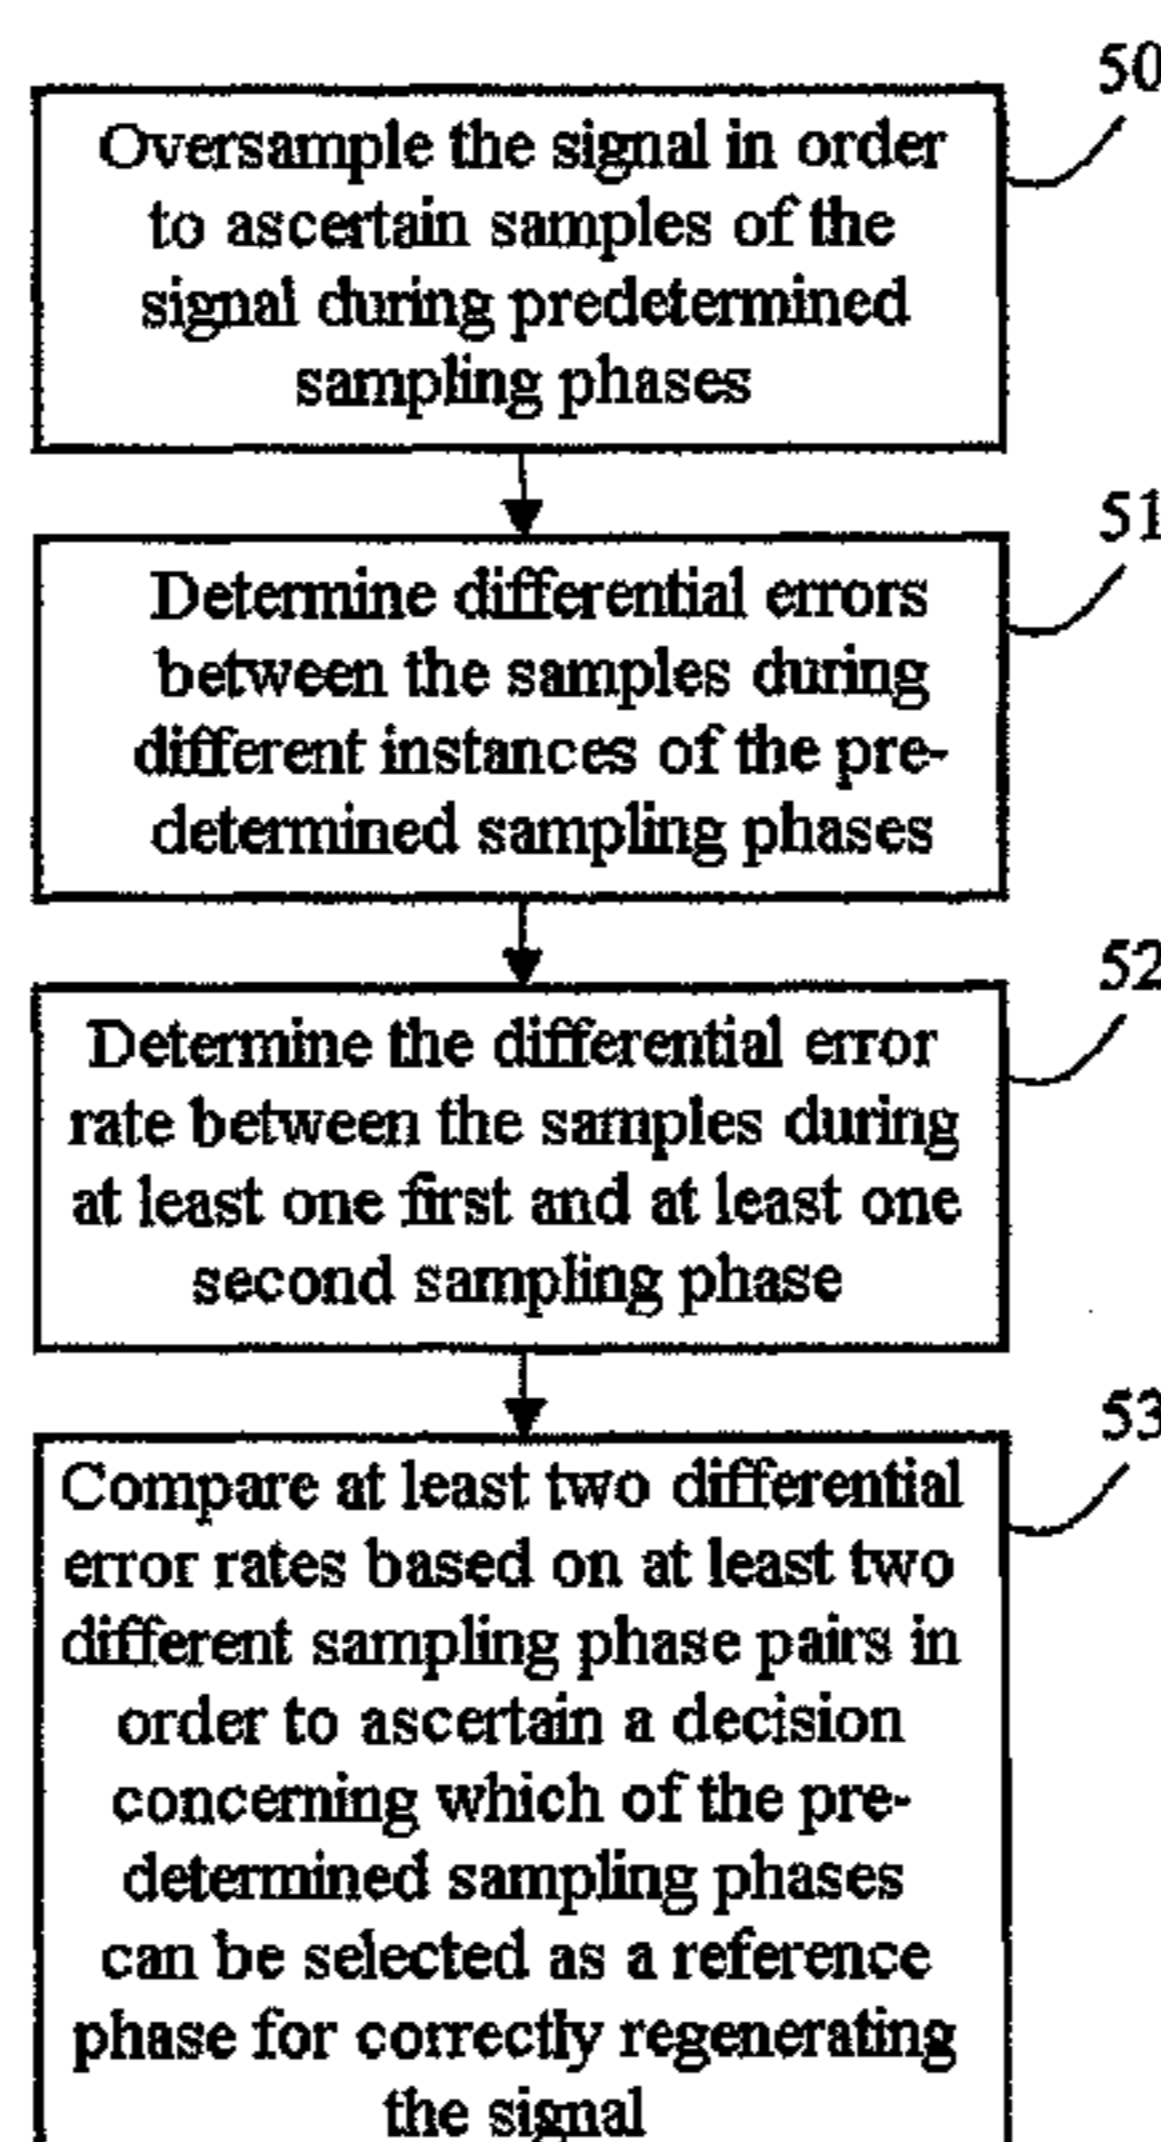 50
Oversample the signal in order
to ascertain samples of the
signal during predetermined
sampling phases
51
Determine differential errors
between the samples during
different instances of the pre-
determined sampling phases
52
Determine the differential error
rate between the samples during
at least one first and at least one
second sampling phase
53
Compare at least two differential
error rates based on at least two
different sampling phase pairs in
order to ascertain a decision
concerning which of the pre-
determined sampling phases
can be selected as a reference
phase for correctly regenerating
the signal